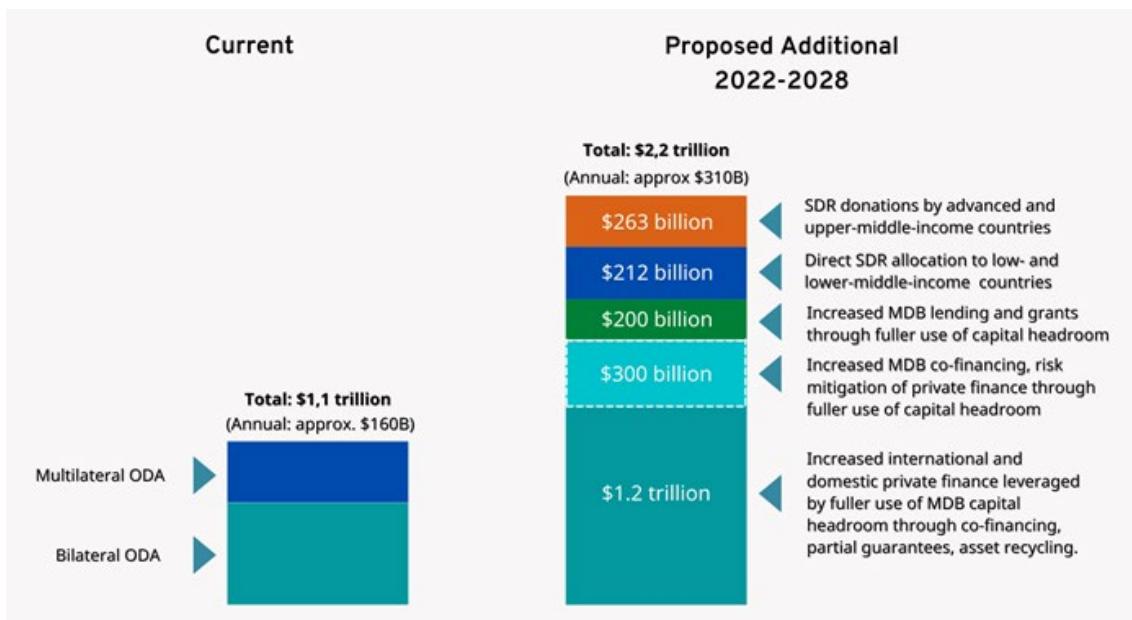 Current
Total: $1,1 trillion
(Annual: approx. $160B)
Multilateral ODA
Bilateral ODA
Proposed Additional
2022-2028
Total: $2,2 trillion
(Annual: approx $310B)
$263 billion
SDR donations by advanced and
upper-middle-income countries
$212 billion
Direct SDR allocation to low- and
lower-middle-income countries
$200 billion
Increased MDB lending and grants
through fuller use of capital headroom
$300 billion
Increased MDB co-financing, risk
mitigation of private finance through
fuller use of capital headroom
$1.2 trillion
Increased international and
domestic private finance leveraged
by fuller use of MDB capital
headroom through co-financing,
partial guarantees, asset recycling.